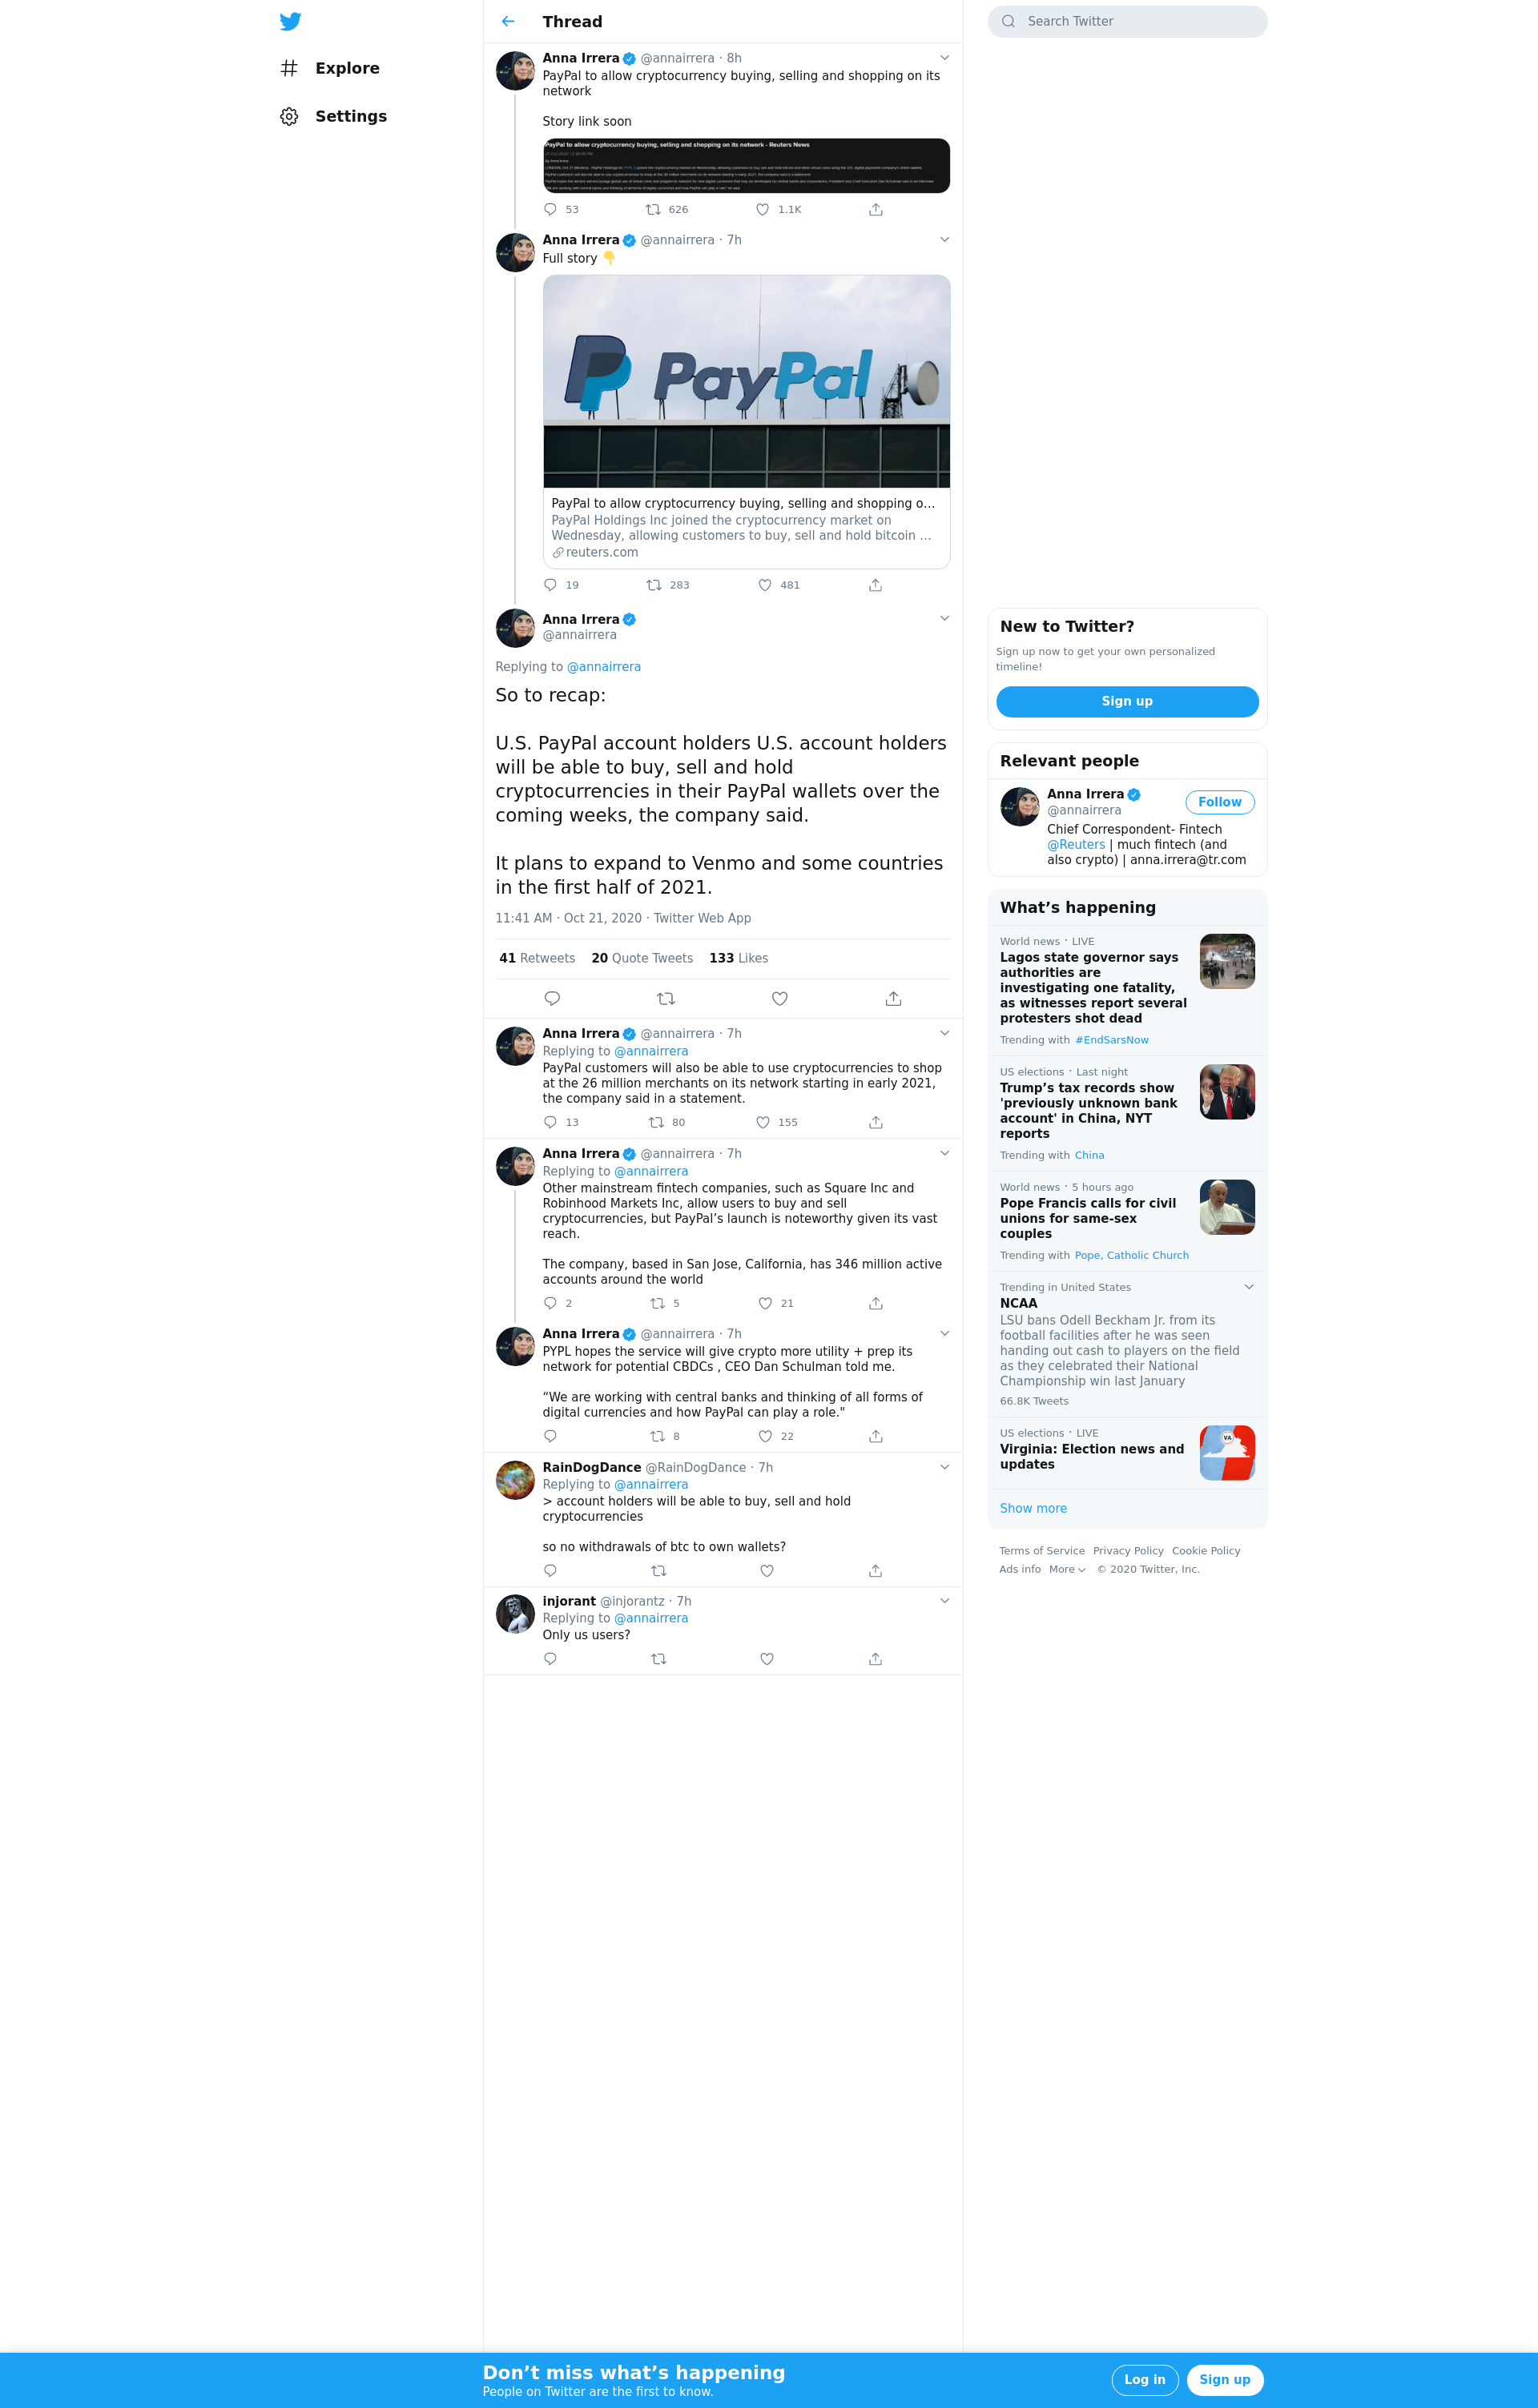 Explore
Settings
Thread
Anna Irrera @annairrera · 8h
PayPal to allow cryptocurrency buying, selling and shopping on its
network
Story link soon
PayPal to allow cryptocurrency buying, selling and shopping on its network - Reuters News
By Anna Irrera
53 626 1.1K
Anna Irrera @annairrera · 7h
Full story 👇
PayPal
PayPal to allow cryptocurrency buying, selling and shopping o…
PayPal Holdings Inc joined the cryptocurrency market on
Wednesday, allowing customers to buy, sell and hold bitcoin …
reuters.com
19 283 481
Anna Irrera
@annairrera
Replying to @annairrera
So to recap:
U.S. PayPal account holders U.S. account holders
will be able to buy, sell and hold
cryptocurrencies in their PayPal wallets over the
coming weeks, the company said.
It plans to expand to Venmo and some countries
in the first half of 2021.
11:41 AM · Oct 21, 2020 · Twitter Web App
41 Retweets 20 Quote Tweets 133 Likes
Anna Irrera @annairrera · 7h
Replying to @annairrera
PayPal customers will also be able to use cryptocurrencies to shop
at the 26 million merchants on its network starting in early 2021,
the company said in a statement.
13 80 155
Anna Irrera @annairrera · 7h
Replying to @annairrera
Other mainstream fintech companies, such as Square Inc and
Robinhood Markets Inc, allow users to buy and sell
cryptocurrencies, but PayPal’s launch is noteworthy given its vast
reach.
The company, based in San Jose, California, has 346 million active
accounts around the world
2 5 21
Anna Irrera @annairrera · 7h
PYPL hopes the service will give crypto more utility + prep its
network for potential CBDCs , CEO Dan Schulman told me.
“We are working with central banks and thinking of all forms of
digital currencies and how PayPal can play a role."
8 22
RainDogDance @RainDogDance · 7h
Replying to @annairrera
> account holders will be able to buy, sell and hold
cryptocurrencies
so no withdrawals of btc to own wallets?
injorant @injorantz · 7h
Replying to @annairrera
Only us users?
Search Twitter
New to Twitter?
Sign up now to get your own personalized
timeline!
Sign up
Relevant people
Anna Irrera
@annairrera
Follow
Chief Correspondent- Fintech
@Reuters | much fintech (and
also crypto) | anna.irrera@tr.com
What’s happening
World news · LIVE
Lagos state governor says
authorities are
investigating one fatality,
as witnesses report several
protesters shot dead
Trending with #EndSarsNow
US elections · Last night
Trump’s tax records show
'previously unknown bank
account' in China, NYT
reports
Trending with China
World news · 5 hours ago
Pope Francis calls for civil
unions for same-sex
couples
Trending with Pope, Catholic Church
Trending in United States
NCAA
LSU bans Odell Beckham Jr. from its
football facilities after he was seen
handing out cash to players on the field
as they celebrated their National
Championship win last January
66.8K Tweets
US elections · LIVE
Virginia: Election news and
updates
VA
Show more
Terms of Service Privacy Policy Cookie Policy
Ads info More © 2020 Twitter, Inc.
Don’t miss what’s happening
People on Twitter are the first to know.
Log in
Sign up